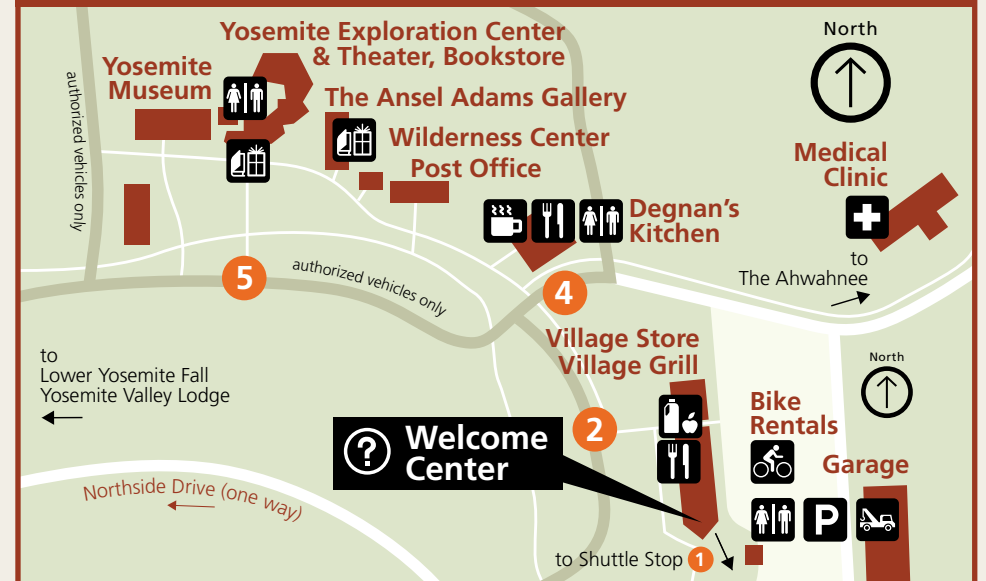 Yosemite Exploration Center
& Theater, Bookstore
Yosemite
Museum
The Ansel Adams Gallery
Wilderness Center
Post Office
North
Medical
Clinic
Degnan's
Kitchen
to
The Ahwahnee
authorized vehicles only
5
authorized vehicles only
4
Village Store
Village Grill
North
to
Lower Yosemite Fall
Yosemite Valley Lodge
2
? Welcome
Center
Bike
Rentals
Garage
P
Northside Drive (one way)
to Shuttle Stop 1